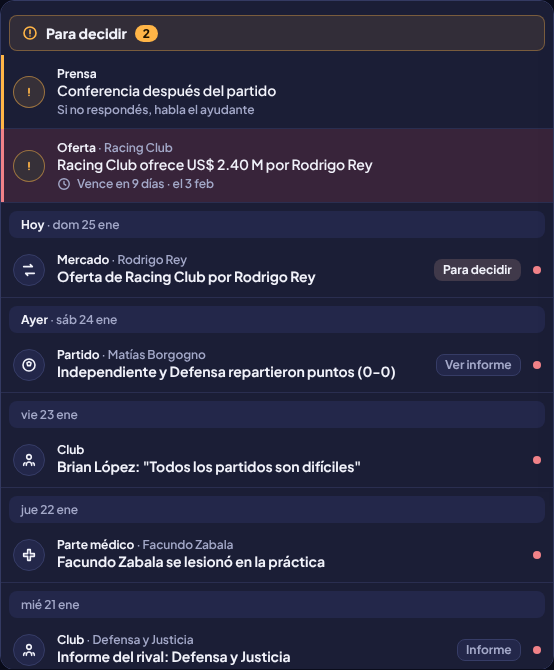 Para decidir 2
Prensa
Conferencia después del partido
Si no respondés, habla el ayudante
Oferta · Racing Club
Racing Club ofrece US$ 2.40 M por Rodrigo Rey
Vence en 9 días · el 3 feb
Hoy · dom 25 ene
Mercado · Rodrigo Rey
Oferta de Racing Club por Rodrigo Rey
Para decidir
Ayer · sáb 24 ene
Partido · Matías Borgogno
Independiente y Defensa repartieron puntos (0-0)
Ver informe
vie 23 ene
Club
Brian López: "Todos los partidos son difíciles"
jue 22 ene
Parte médico · Facundo Zabala
Facundo Zabala se lesionó en la práctica
mié 21 ene
Club · Defensa y Justicia
Informe del rival: Defensa y Justicia
Informe